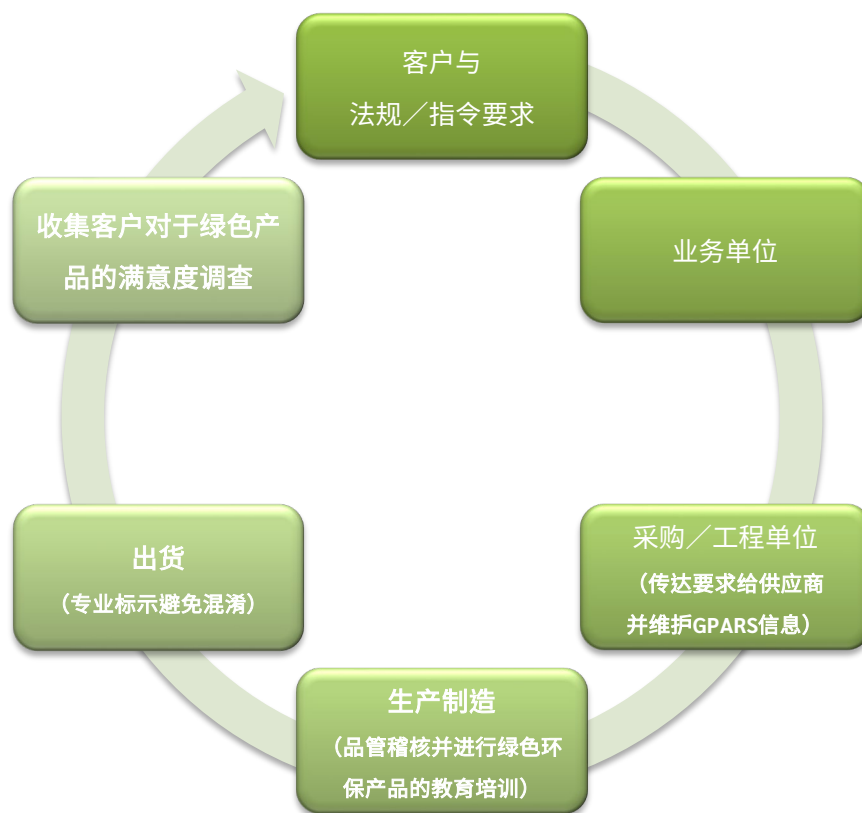 客户与
法规／指令要求
业务单位
采购／工程单位
（传达要求给供应商
并维护GPARS信息）
生产制造
（品管稽核并进行绿色环
保产品的教育培训）
出货
（专业标示避免混淆）
收集客户对于绿色产
品的满意度调查